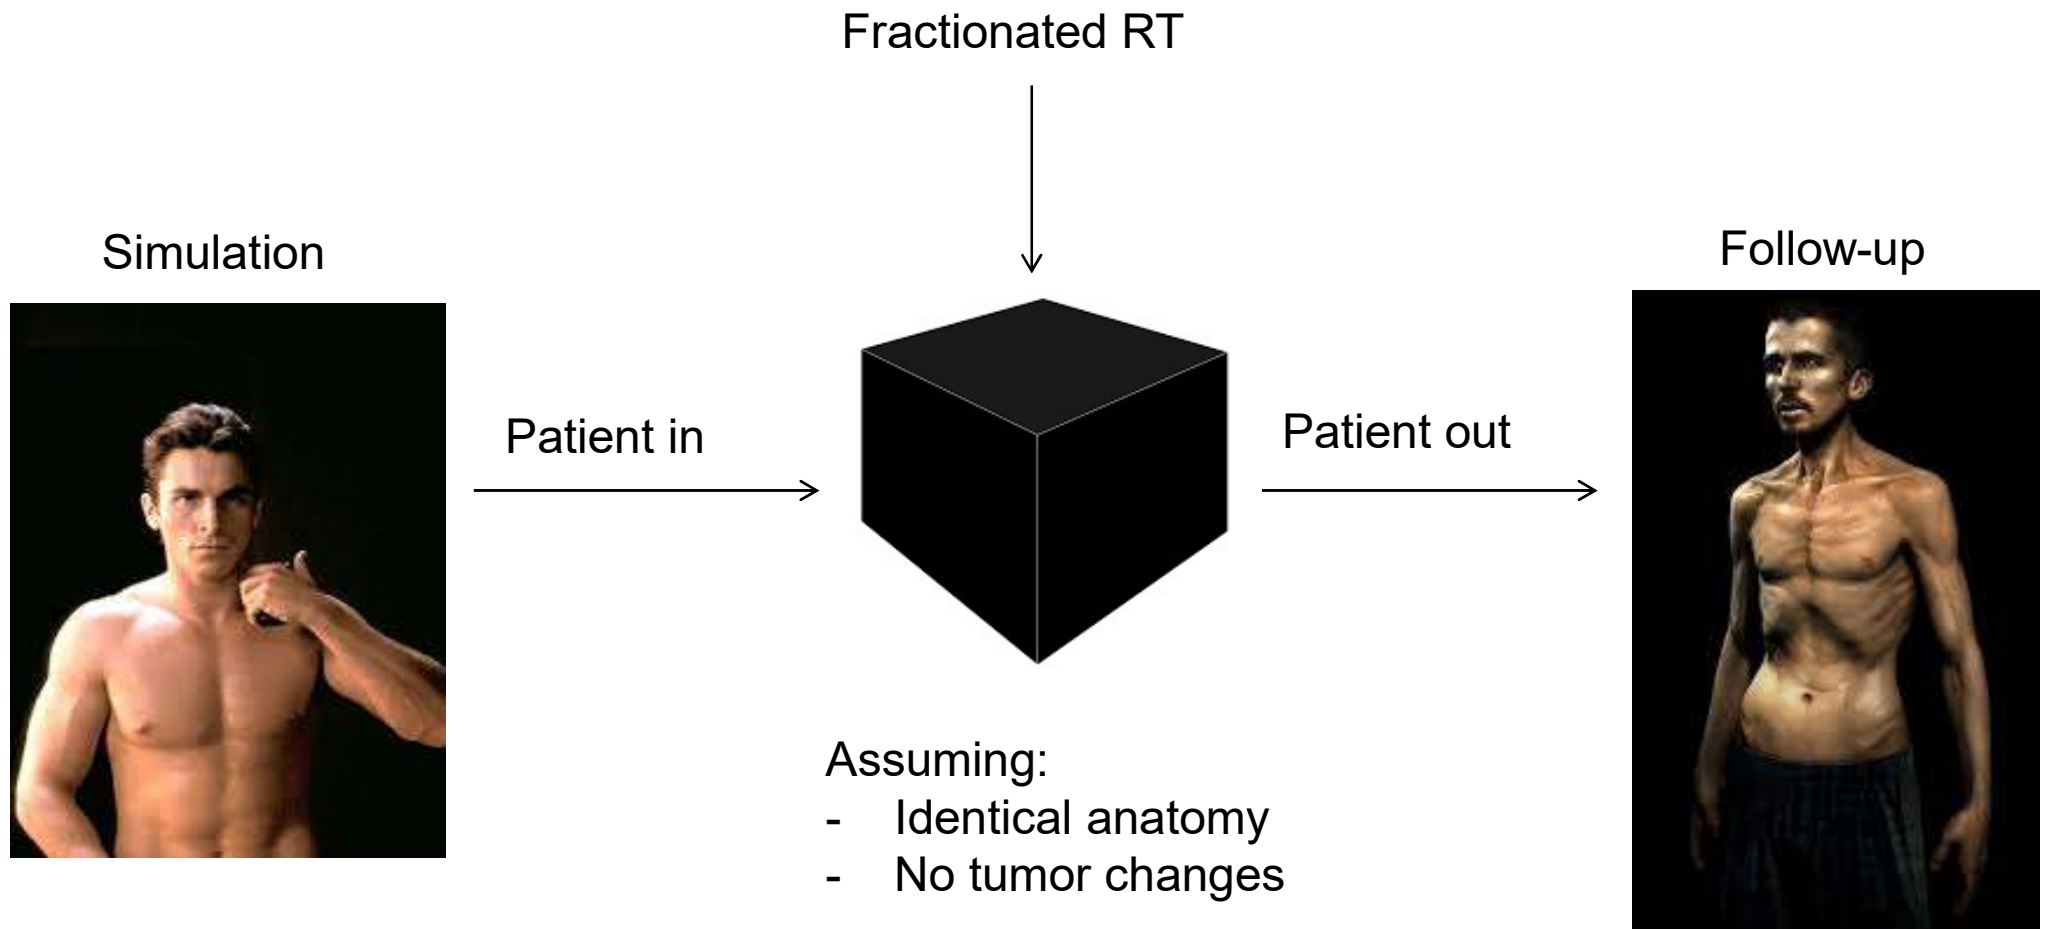 Fractionated RT
Simulation
Follow-up
Patient in
Patient out
Assuming:
- Identical anatomy
- No tumor changes